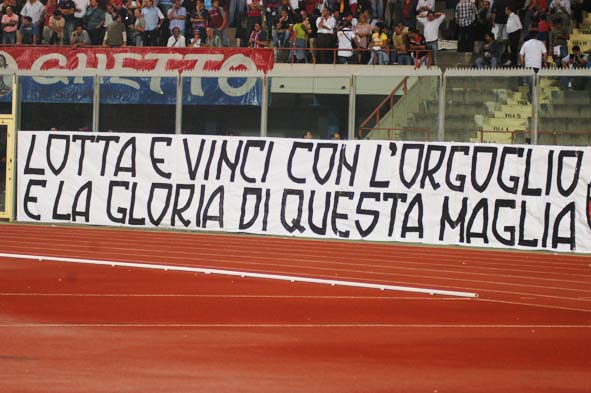 GHETTO
LOTTA E VINCI CON L'ORGOGLIO
E LA GLORIA DI QUESTA MAGLIA